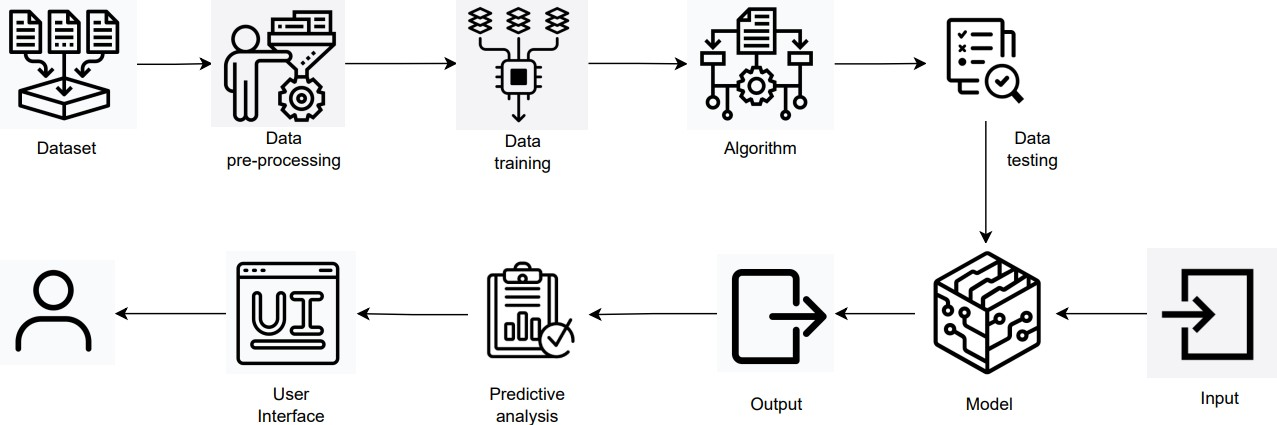 Dataset
Data
pre-processing
Data
training
Algorithm
Data
testing
UI
User
Interface
Predictive
analysis
Output
Model
Input